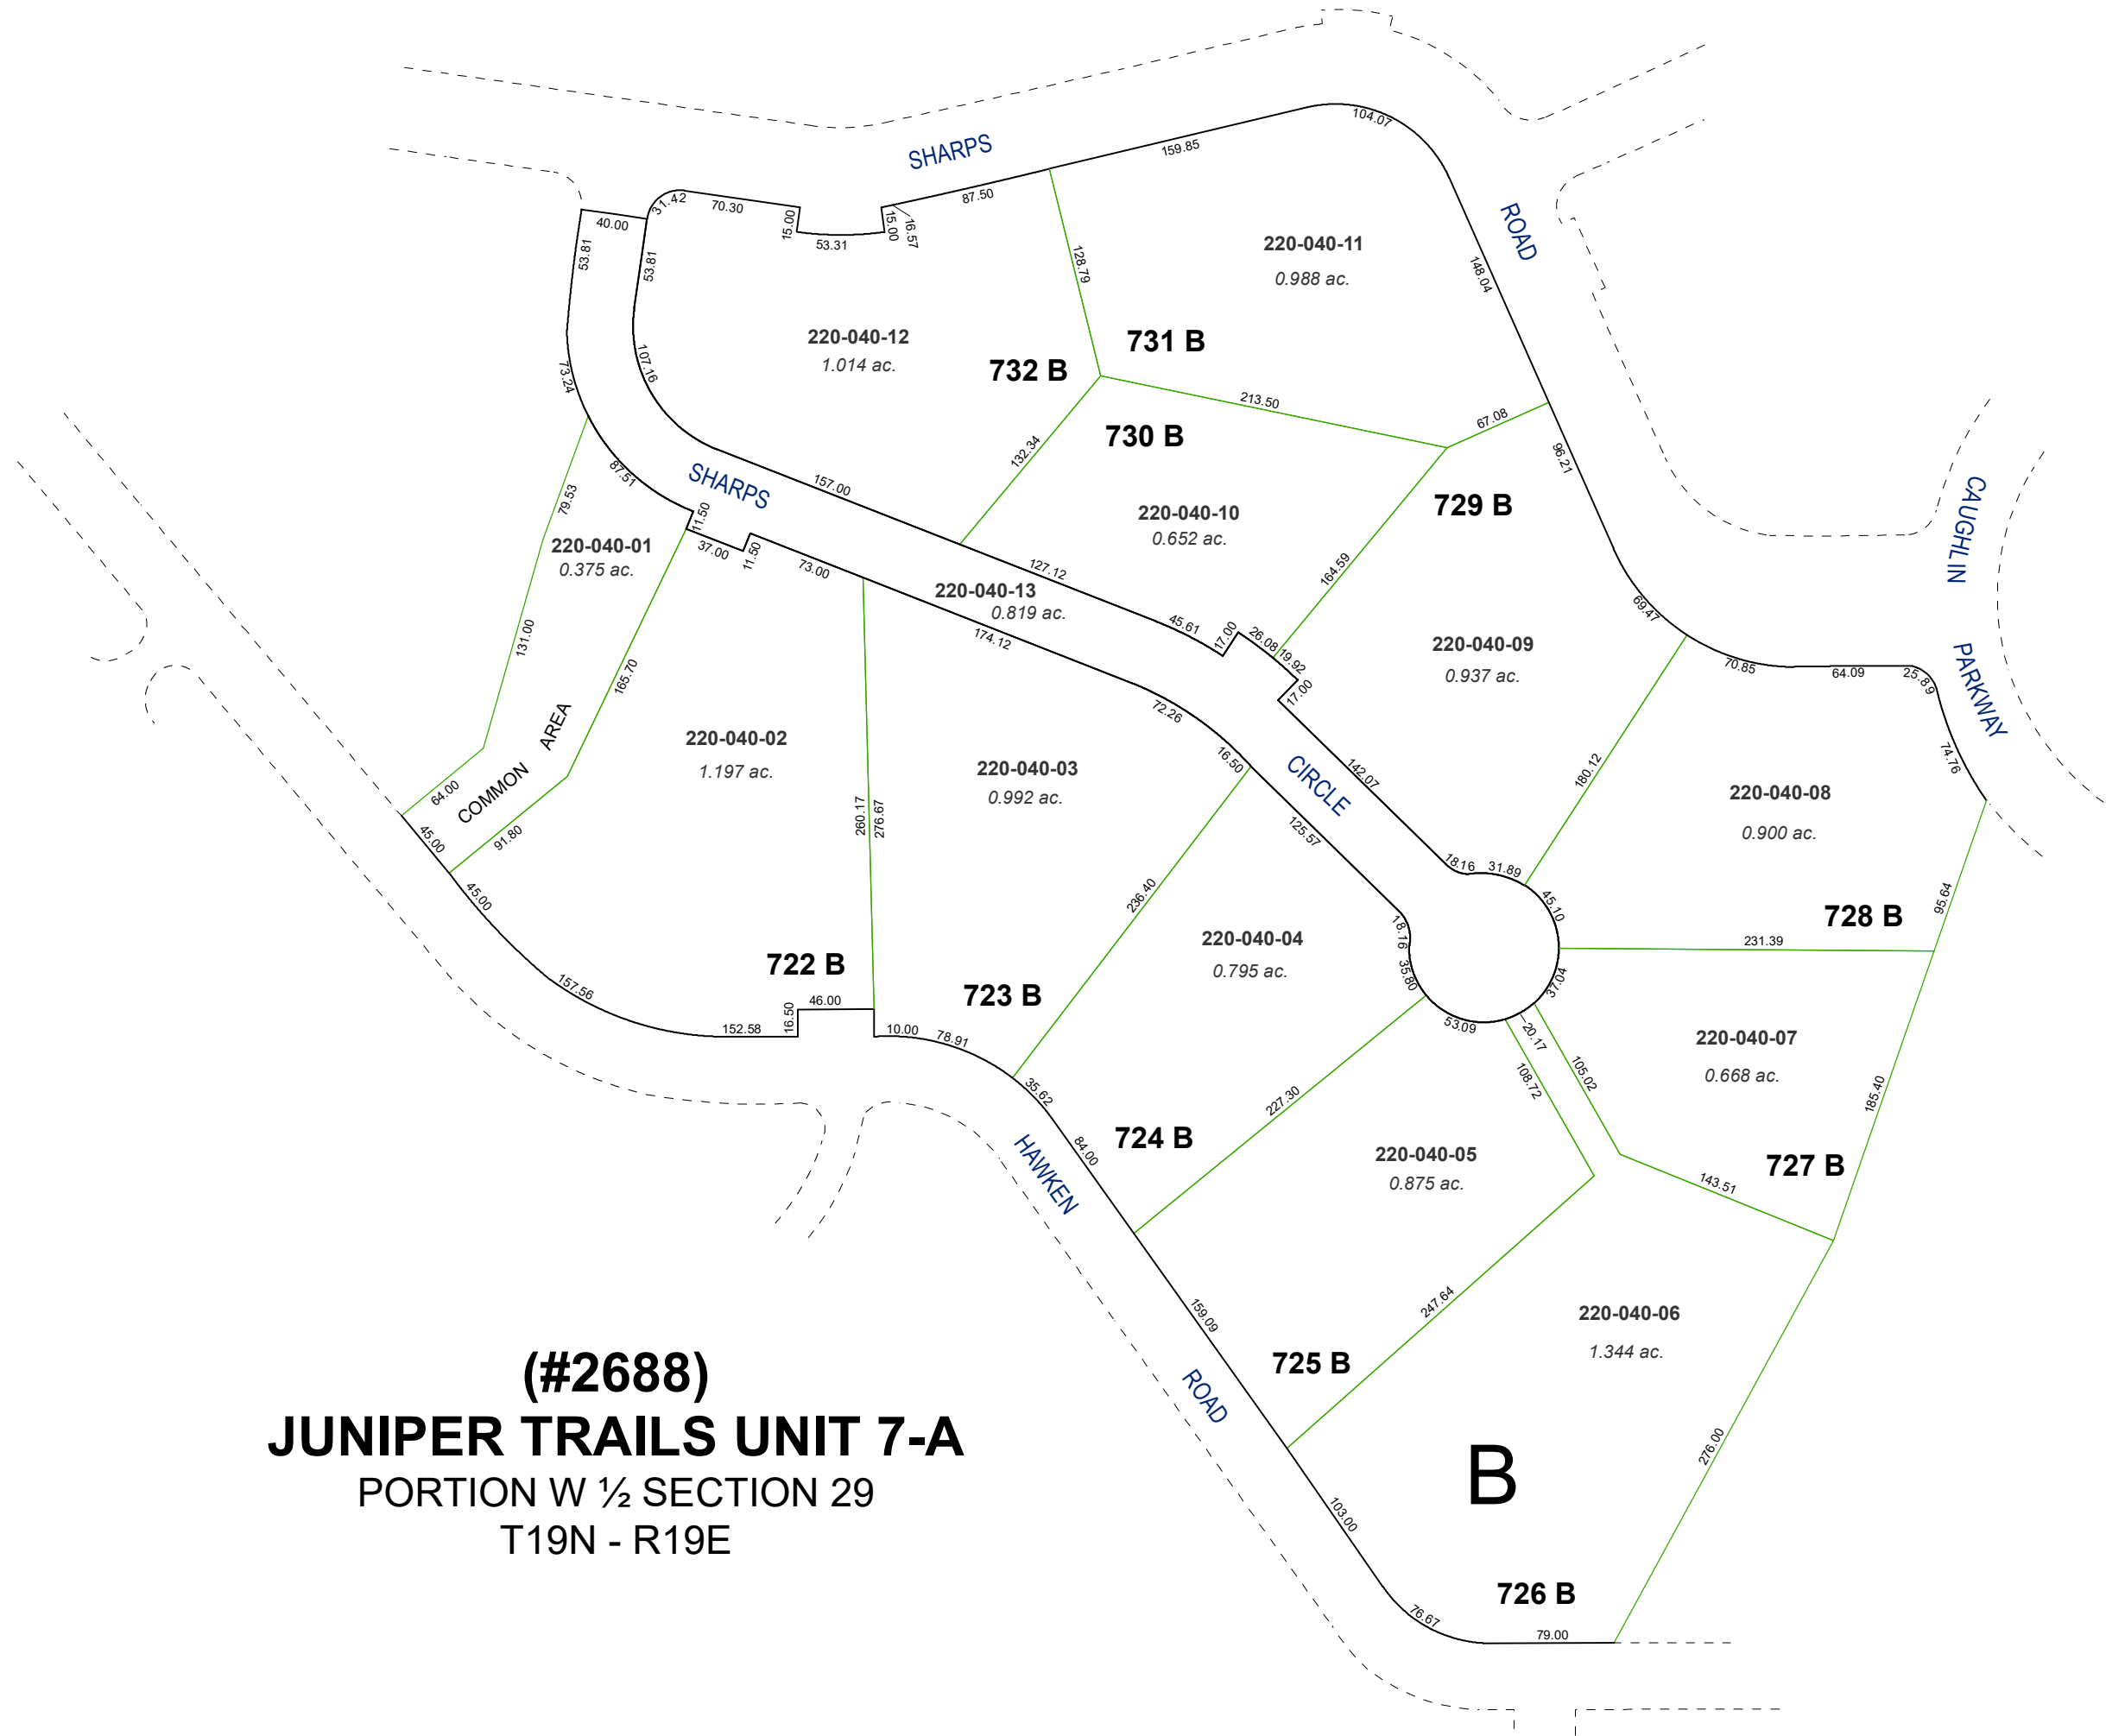 SHARPS
ROAD
104.07
159.85
87.50
16.57
15.00
53.31
15.00
70.30
31.42
40.00
53.81
53.81
128.79
220-040-11
0.988 ac.
148.04
220-040-12
1.014 ac.
731 B
732 B
107.16
73.24
213.50
67.08
730 B
132.34
96.21
SHARPS
157.00
87.51
79.53
11.50
37.00
11.50
73.00
729 B
220-040-10
0.652 ac.
CAUGHLIN
PARKWAY
220-040-01
0.375 ac.
127.12
164.59
220-040-13
0.819 ac.
174.12
45.61
17.00
26.08
19.92
17.00
69.47
131.00
165.70
220-040-09
0.937 ac.
70.85
64.09
25.89
74.76
72.26
16.50
COMMON AREA
220-040-02
1.197 ac.
220-040-03
0.992 ac.
CIRCLE
142.07
180.12
220-040-08
0.900 ac.
64.00
45.00
91.80
45.00
260.17
276.67
125.57
18.16
31.89
45.10
236.40
95.64
728 B
220-040-04
0.795 ac.
18.16
35.80
231.39
722 B
723 B
157.56
152.58
16.50
46.00
10.00
78.91
37.04
53.09
20.17
220-040-07
0.668 ac.
35.62
108.72
105.02
185.40
227.30
724 B
84.00
HAWKEN
220-040-05
0.875 ac.
727 B
143.51
159.09
247.64
220-040-06
1.344 ac.
725 B
ROAD
(#2688)
JUNIPER TRAILS UNIT 7-A
PORTION W ½ SECTION 29
T19N - R19E
B
276.00
103.00
726 B
76.67
79.00